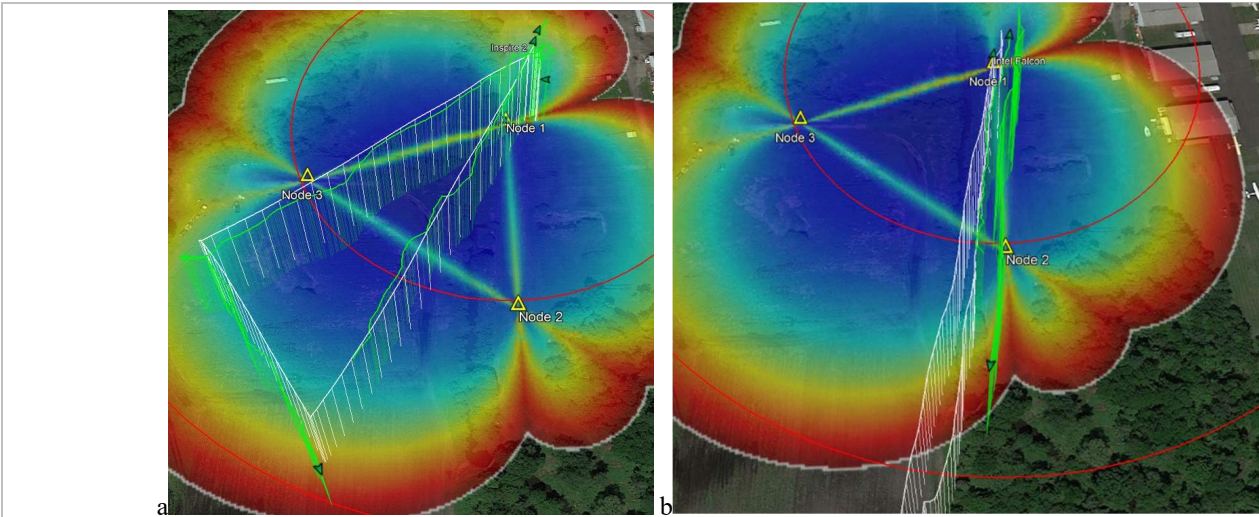 Inspire 2
Node 1
Node 3
Node 2
a
Intel Falcon
Node 1
Node 3
Node 2
b